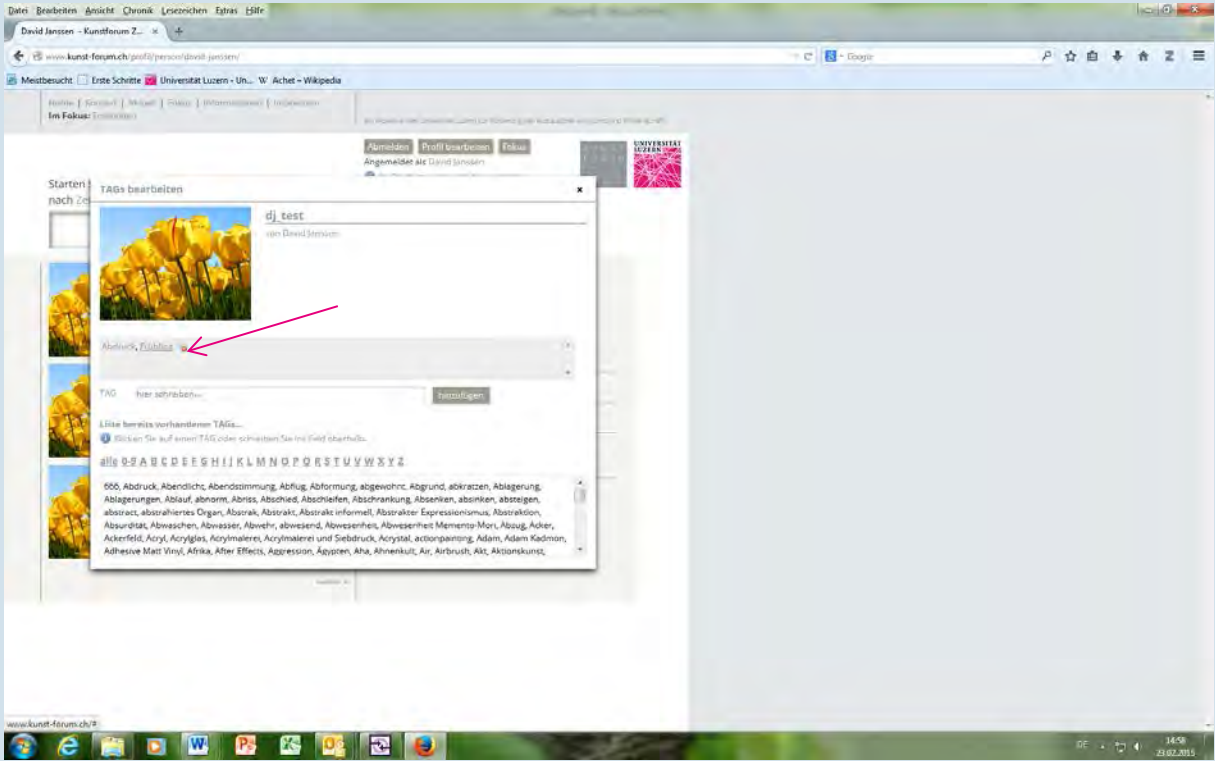 Datei Bearbeiten Ansicht Chronik Lesezeichen Extras Hilfe
David Janssen - Kunstforum Z...
www.kunst-forum.ch/profil/person/david-janssen/
Google
Meistbesucht Erste Schritte Universität Luzern - Un... W Achet – Wikipedia
Home | Kontakt | Aktuell | Fokus | Informationen | Impressum
Im Fokus:
Abmelden Profil bearbeiten Fokus
Angemeldet als David Janssen
UNIVERSITÄT
LUZERN
Starten
nach
TAGs bearbeiten
dj_test
von David Janssen
Abdruck, Frühling
TAG hier schreiben... hinzufügen
Liste bereits vorhandener TAGs...
Klicken Sie auf einen TAG oder schreiben Sie ins Feld oberhalb.
alle 0-9 A B C D E F G H I J K L M N O P Q R S T U V W X Y Z
666, Abdruck, Abendlicht, Abendstimmung, Abflug, Abformung, abgewohnt, Abgrund, abkratzen, Ablagerung,
Ablagerungen, Ablauf, abnorm, Abriss, Abschied, Abschleifen, Abschrankung, Absenken, absinken, absteigen,
abstract, abstrahiertes Organ, Abstrak, Abstrakt, Abstrakt informell, Abstrakter Expressionismus, Abstraktion,
Absurdität, Abwaschen, Abwasser, Abwehr, abwesend, Abwesenheit, Abwesenheit Memento-Mori, Abzug, Acker,
Ackerfeld, Acryl, Acrylglas, Acrylmalerei, Acrylmalerei und Siebdruck, Acrystal, actionpainting, Adam, Adam Kadmon,
Adhesive Matt Vinyl, Afrika, After Effects, Aggression, Ägypten, Aha, Ahnenkult, Air, Airbrush, Akt, Aktionskunst,
www.kunst-forum.ch/#
DE
14:58
23.02.2015